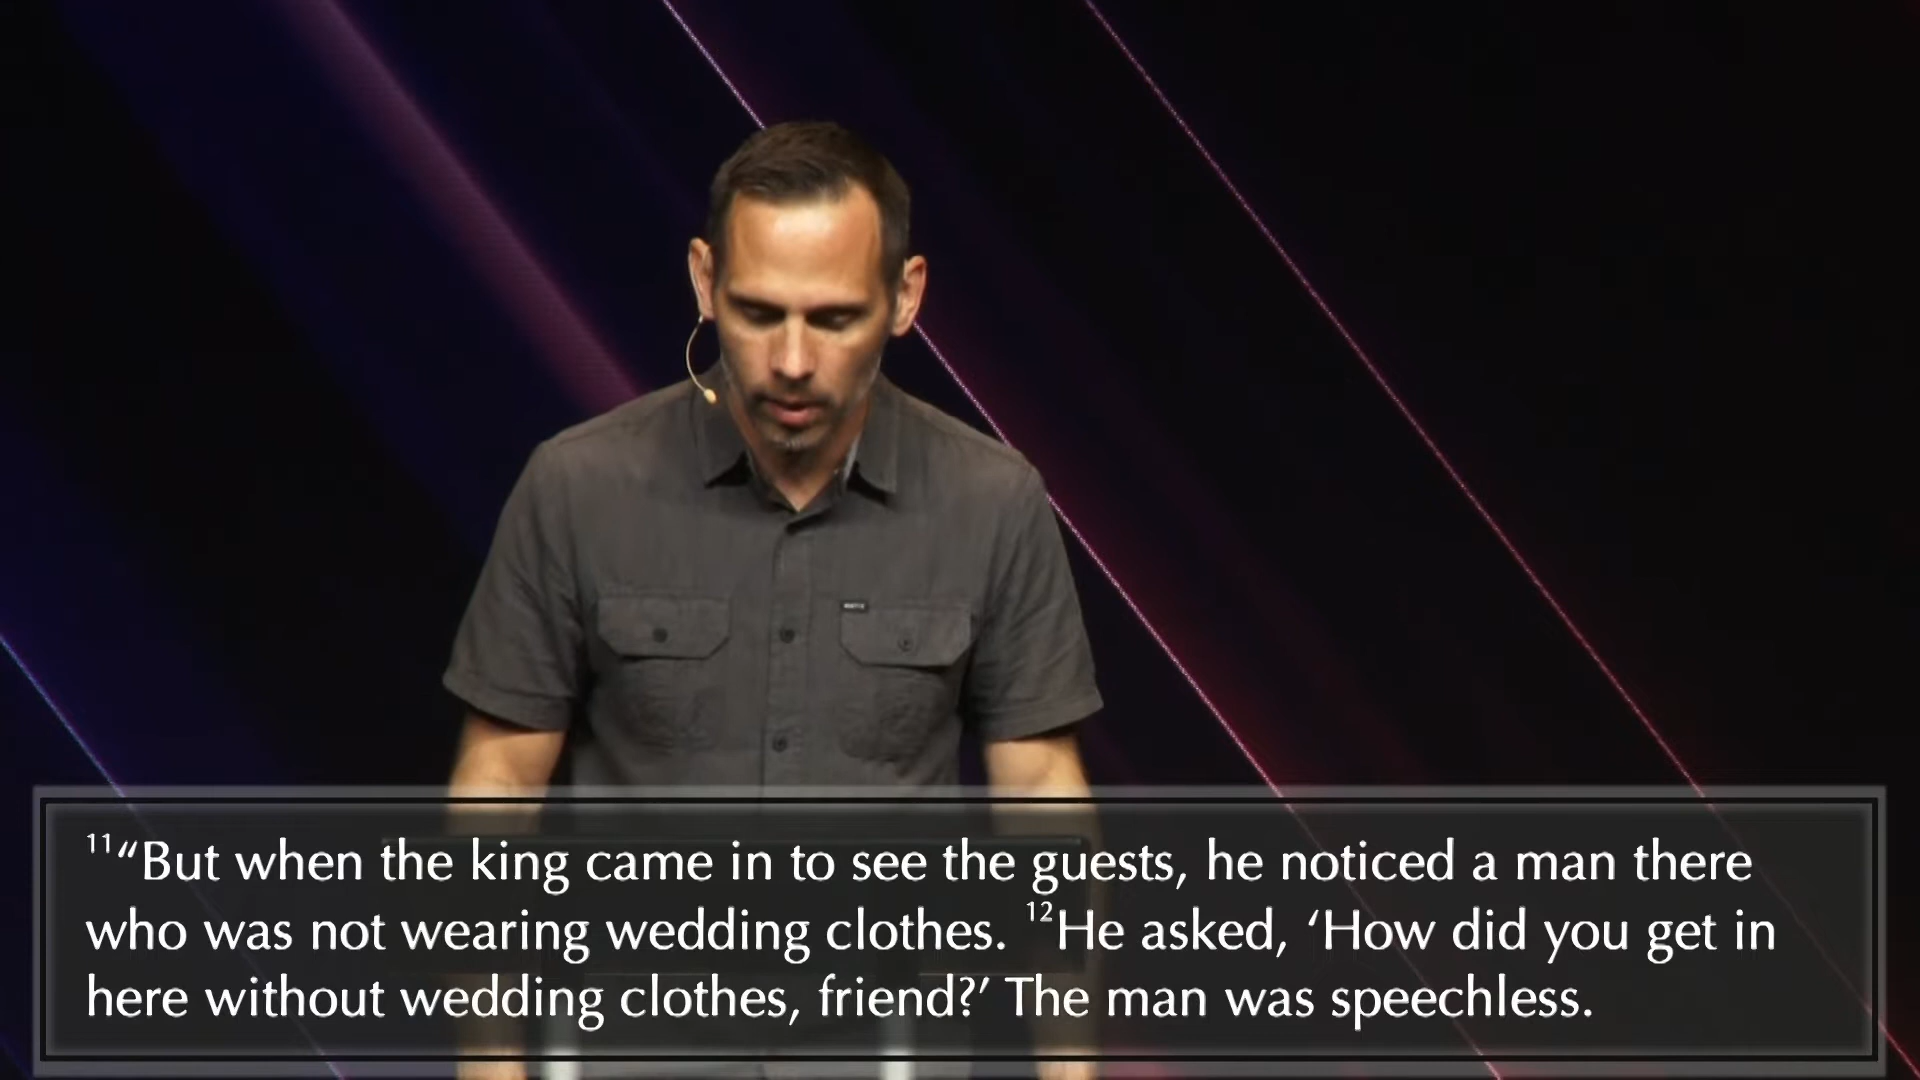 ¹¹“But when the king came in to see the guests, he noticed a man there
who was not wearing wedding clothes. ¹²He asked, ‘How did you get in
here without wedding clothes, friend?’ The man was speechless.